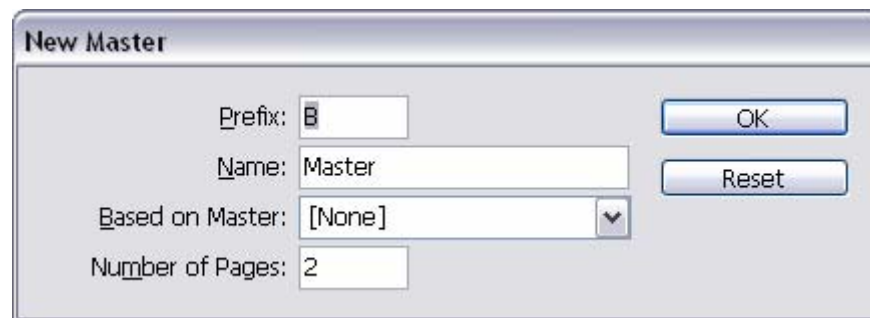 New Master
Prefix: B
OK
Name: Master
Reset
Based on Master: [None]
Number of Pages: 2